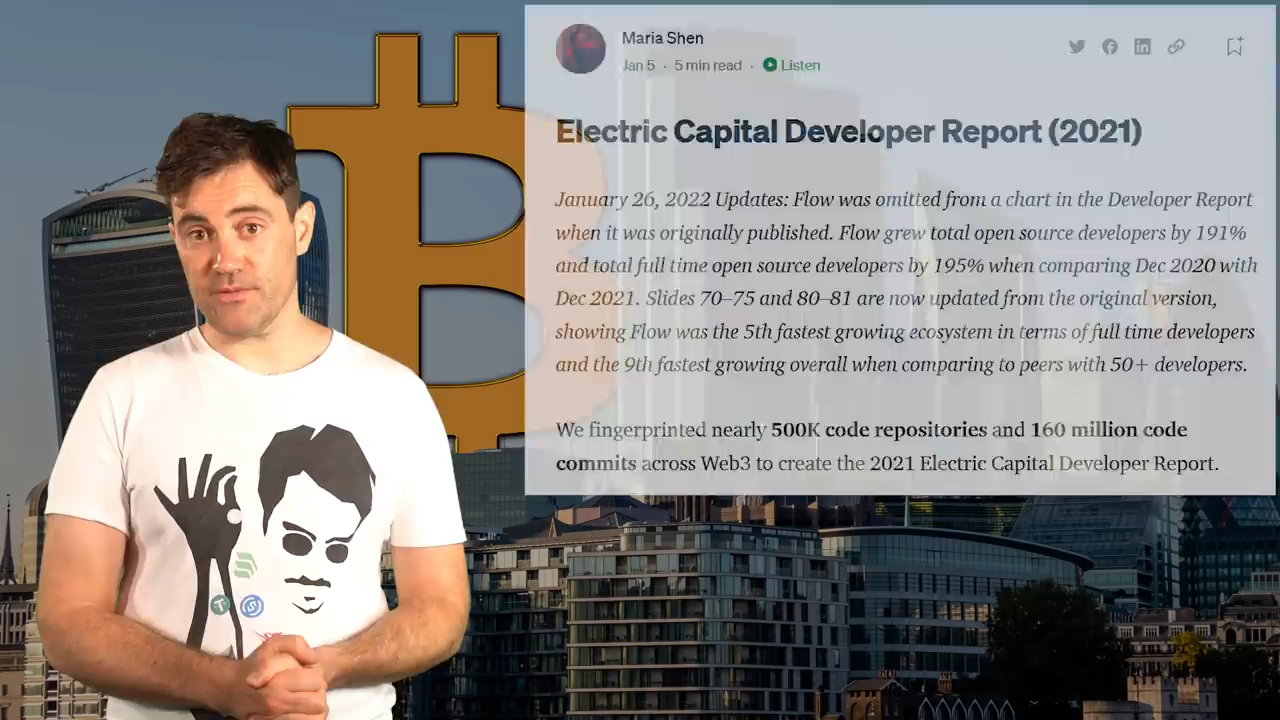 Maria Shen
Jan 5 · 5 min read · Listen
Electric Capital Developer Report (2021)
January 26, 2022 Updates: Flow was omitted from a chart in the Developer Report
when it was originally published. Flow grew total open source developers by 191%
and total full time open source developers by 195% when comparing Dec 2020 with
Dec 2021. Slides 70–75 and 80–81 are now updated from the original version,
showing Flow was the 5th fastest growing ecosystem in terms of full time developers
and the 9th fastest growing overall when comparing to peers with 50+ developers.
We fingerprinted nearly 500K code repositories and 160 million code
commits across Web3 to create the 2021 Electric Capital Developer Report.